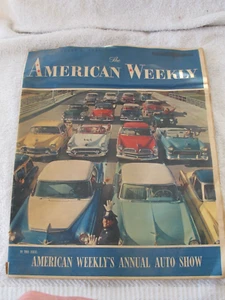 The
AMERICAN WEEKLY
AMERICAN WEEKLY'S ANNUAL AUTO SHOW